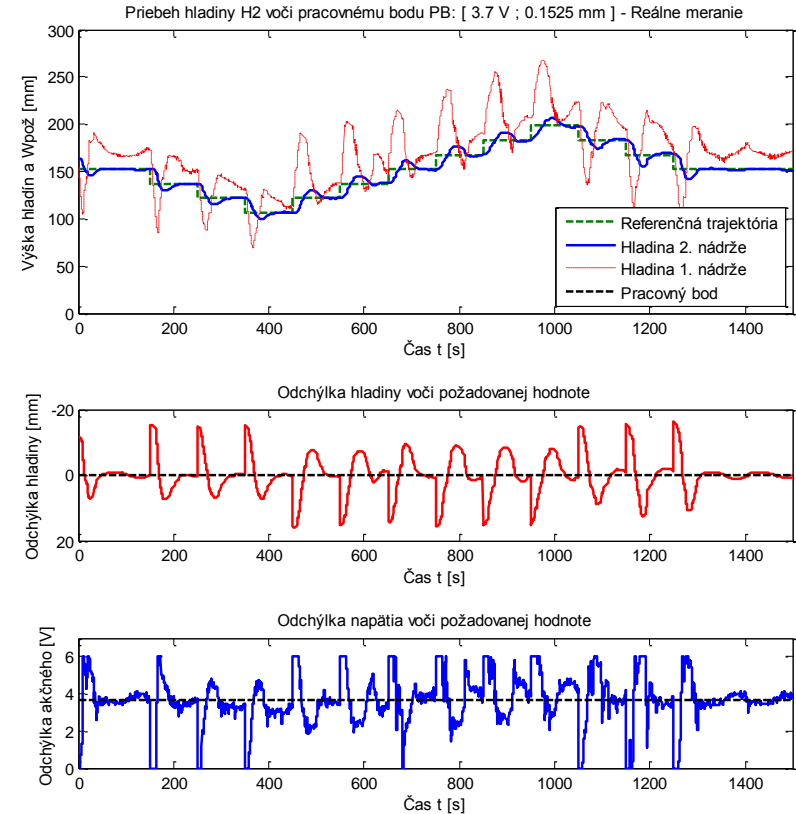 Priebeh hladiny H2 voči pracovnému bodu PB: [ 3.7 V ; 0.1525 mm ] - Reálne meranie
300
250
200
150
100
50
0
Výška hladín a Wpož [mm]
Referenčná trajektória
Hladina 2. nádrže
Hladina 1. nádrže
Pracovný bod
0 200 400 600 800 1000 1200 1400
Čas t [s]
Odchýlka hladiny voči požadovanej hodnote
-20
0
20
Odchýlka hladiny [mm]
0 200 400 600 800 1000 1200 1400
Čas t [s]
Odchýlka napätia voči požadovanej hodnote
6
4
2
0
Odchýlka akčného [V]
0 200 400 600 800 1000 1200 1400
Čas t [s]